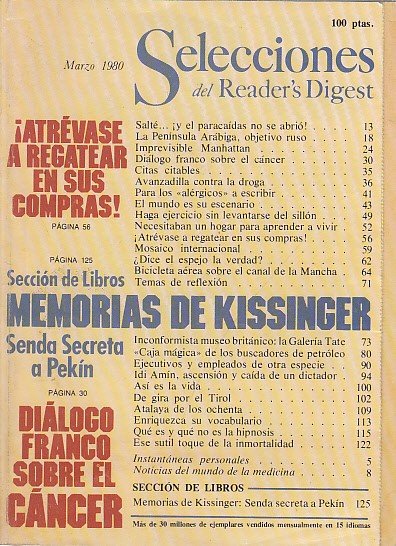 100 ptas.
Marzo 1980
Selecciones
del Reader's Digest
¡ATRÉVASE
A REGATEAR
EN SUS
COMPRAS!
PÁGINA 56
Salté... ¡y el paracaídas no se abrió! . . . . . 13
La Península Arábiga, objetivo ruso . . . . . 18
Imprevisible Manhattan . . . . . 24
Diálogo franco sobre el cáncer . . . . . 30
Citas citables . . . . . 35
Avanzadilla contra la droga . . . . . 36
Para los «alérgicos» a escribir . . . . . 41
El mundo es su escenario . . . . . 43
Haga ejercicio sin levantarse del sillón . . . . . 49
Necesitaban un hogar para aprender a vivir . . 52
¡Atrévase a regatear en sus compras! . . . . . 56
Mosaico internacional . . . . . 59
¿Dice el espejo la verdad? . . . . . 62
Bicicleta aérea sobre el canal de la Mancha . . 64
Temas de reflexión . . . . . 71
PÁGINA 125
Sección de Libros
MEMORIAS DE KISSINGER
Senda Secreta
a Pekín
PÁGINA 30
DIÁLOGO
FRANCO
SOBRE EL
CÁNCER
Inconformista museo británico: la Galería Tate 73
«Caja mágica» de los buscadores de petróleo 80
Ejecutivos y empleados de otra especie . . . 90
Idi Amín, ascensión y caída de un dictador . . 94
Así es la vida . . . . . 100
De gira por el Tirol . . . . . 102
Atalaya de los ochenta . . . . . 109
Enriquezca su vocabulario . . . . . 113
Qué es y qué no es la hipnosis . . . . . 115
Ese sutil toque de la inmortalidad . . . . . 122
Instantáneas personales . . . . . 5
Noticias del mundo de la medicina . . . . . 8
SECCIÓN DE LIBROS
Memorias de Kissinger: Senda secreta a Pekín 125
Más de 30 millones de ejemplares vendidos mensualmente en 15 idiomas